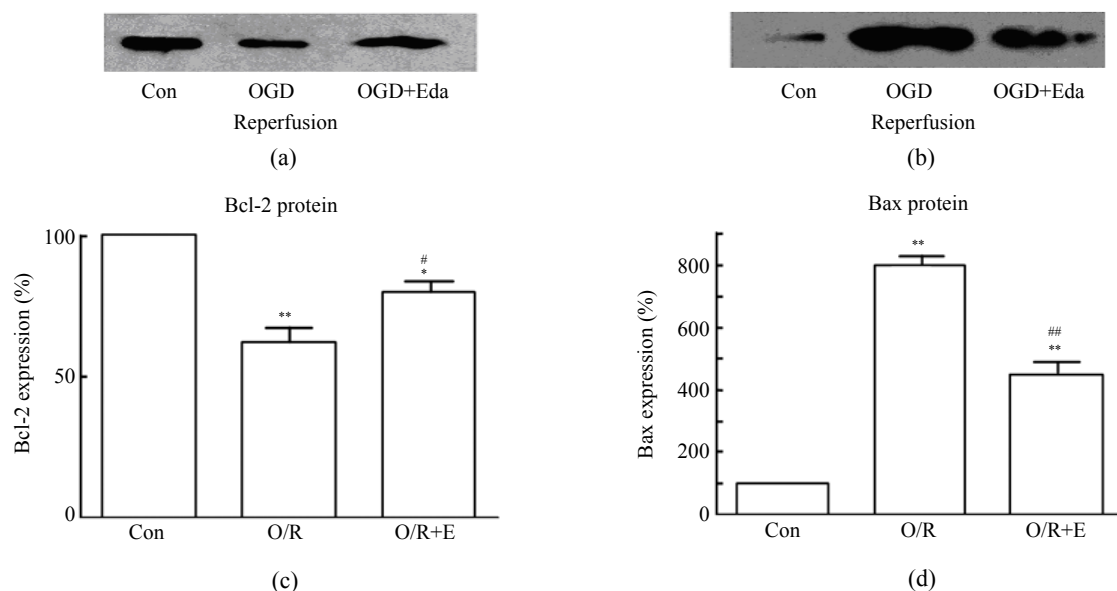 Con OGD OGD+Eda
Reperfusion
(a)
Con OGD OGD+Eda
Reperfusion
(b)
Bcl-2 protein
Bcl-2 expression (%)
100
50
0
**
#
*
Con O/R O/R+E
(c)
Bax protein
Bax expression (%)
800
600
400
200
0
**
##
**
Con O/R O/R+E
(d)